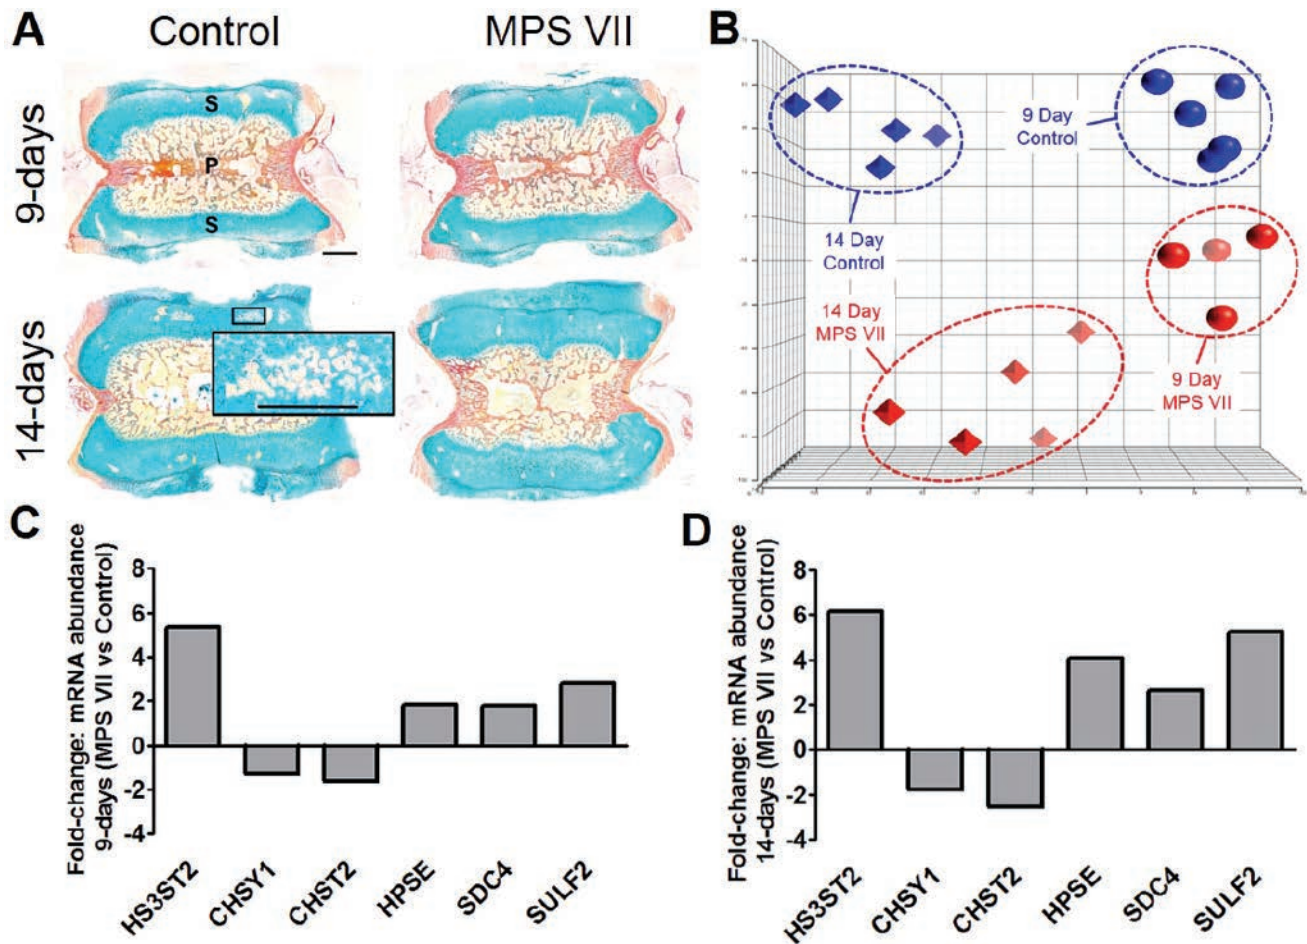 A
Control
MPS VII
9-days
S
P
S
14-days
B
9 Day
Control
14 Day
Control
14 Day
MPS VII
9 Day
MPS VII
C
Fold-change: mRNA abundance
9-days (MPS VII vs Control)
8
6
4
2
0
-2
-4
HS3ST2
CHSY1
CHST2
HPSE
SDC4
SULF2
D
Fold-change: mRNA abundance
14-days (MPS VII vs Control)
8
6
4
2
0
-2
-4
HS3ST2
CHSY1
CHST2
HPSE
SDC4
SULF2